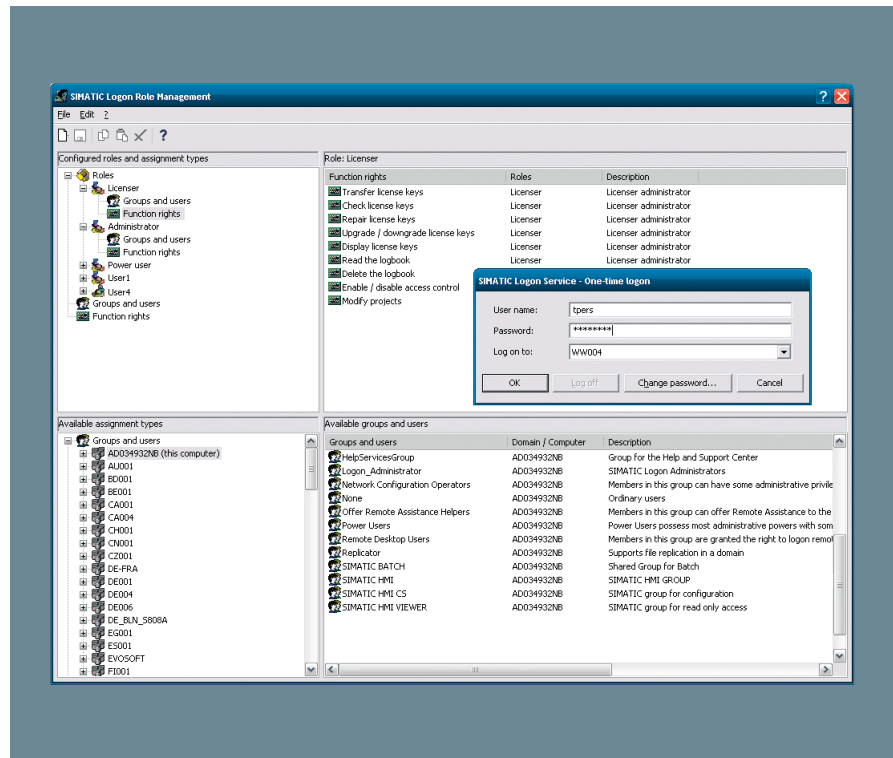 SIMATIC Logon Role Management
File Edit ?
?
Configured roles and assignment types
Roles
Licenser
Groups and users
Function rights
Administrator
Groups and users
Function rights
Power user
User1
User4
Groups and users
Function rights
Role: Licenser
Function rights Roles Description
Transfer license keys Licenser Licenser administrator
Check license keys Licenser Licenser administrator
Repair license keys Licenser Licenser administrator
Upgrade / downgrade license keys Licenser Licenser administrator
Display license keys Licenser Licenser administrator
Read the logbook Licenser Licenser administrator
Delete the logbook
Enable / disable access control
Modify projects
SIMATIC Logon Service - One-time logon
User name: tpers
Password: ********
Log on to: WW004
OK Log off Change password... Cancel
Available assignment types
Groups and users
AD034932NB (this computer)
AU001
BD001
BE001
CA001
CA004
CH001
CN001
CZ001
DE-FRA
DE001
DE004
DE006
DE_BLN_S808A
EG001
ES001
EVOSOFT
FI001
Available groups and users
Groups and users Domain / Computer Description
HelpServicesGroup AD034932NB Group for the Help and Support Center
Logon_Administrator AD034932NB SIMATIC Logon Administrators
Network Configuration Operators AD034932NB Members in this group can have some administrative privile
None AD034932NB Ordinary users
Offer Remote Assistance Helpers AD034932NB Members in this group can offer Remote Assistance to the
Power Users AD034932NB Power Users possess most administrative powers with som
Remote Desktop Users AD034932NB Members in this group are granted the right to logon remot
Replicator AD034932NB Supports file replication in a domain
SIMATIC BATCH AD034932NB Shared Group for Batch
SIMATIC HMI AD034932NB SIMATIC HMI GROUP
SIMATIC HMI CS AD034932NB SIMATIC group for configuration
SIMATIC HMI VIEWER AD034932NB SIMATIC group for read only access